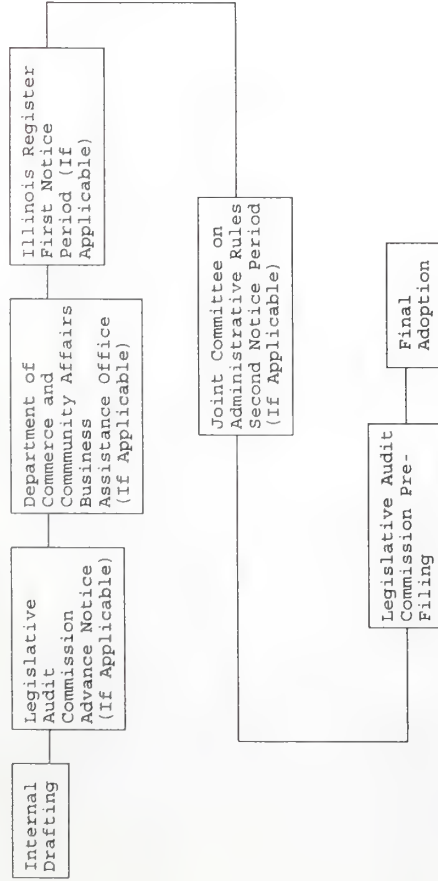 Internal
Drafting
Legislative
Audit
Commission
Advance Notice
(If Applicable)
Department of
Commerce and
Community Affairs
Business
Assistance Office
(If Applicable)
Illinois Register
First Notice
Period (If
Applicable)
Joint Committee on
Administrative Rules
Second Notice Period
(If Applicable)
Legislative Audit
Commission Pre-
Filing
Final
Adoption